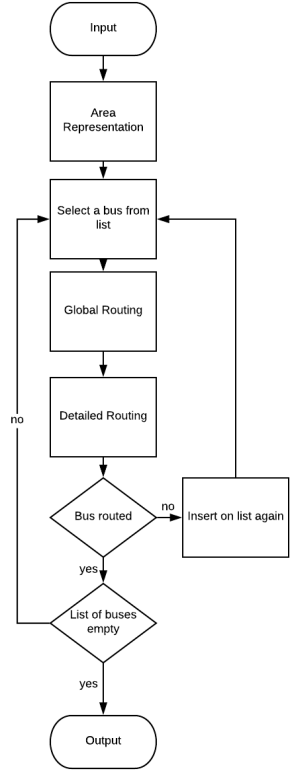 Input
Area
Representation
Select a bus from
list
Global Routing
Detailed Routing
no
Bus routed
no
Insert on list again
yes
List of buses
empty
yes
Output